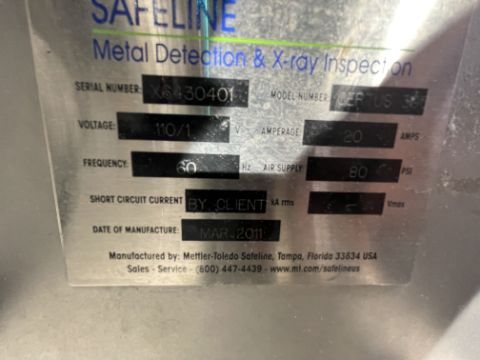 SAFELINE
Metal Detection & X-ray Inspection
SERIAL NUMBER: X6430401 MODEL NUMBER
VOLTAGE: 110/1 V AMPERAGE 20 AMPS
FREQUENCY: 60 Hz AIR SUPPLY: 80 PSI
SHORT CIRCUIT CURRENT BY CLIENT kA rms Vmax
DATE OF MANUFACTURE: MAR 2011
Manufactured by: Mettler-Toledo Safeline, Tampa, Florida 33634 USA
Sales - Service - (800) 447-4439 - www.mt.com/safelineus